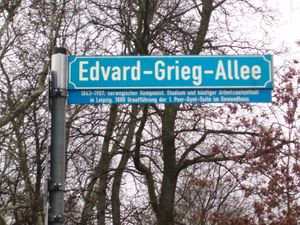 Edvard-Grieg-Allee
1843-1907, norwegischer Komponist, Studium und häufiger Arbeitsaufenthalt
in Leipzig, 1888 Uraufführung der 1. Peer-Gynt-Suite im Gewandhaus